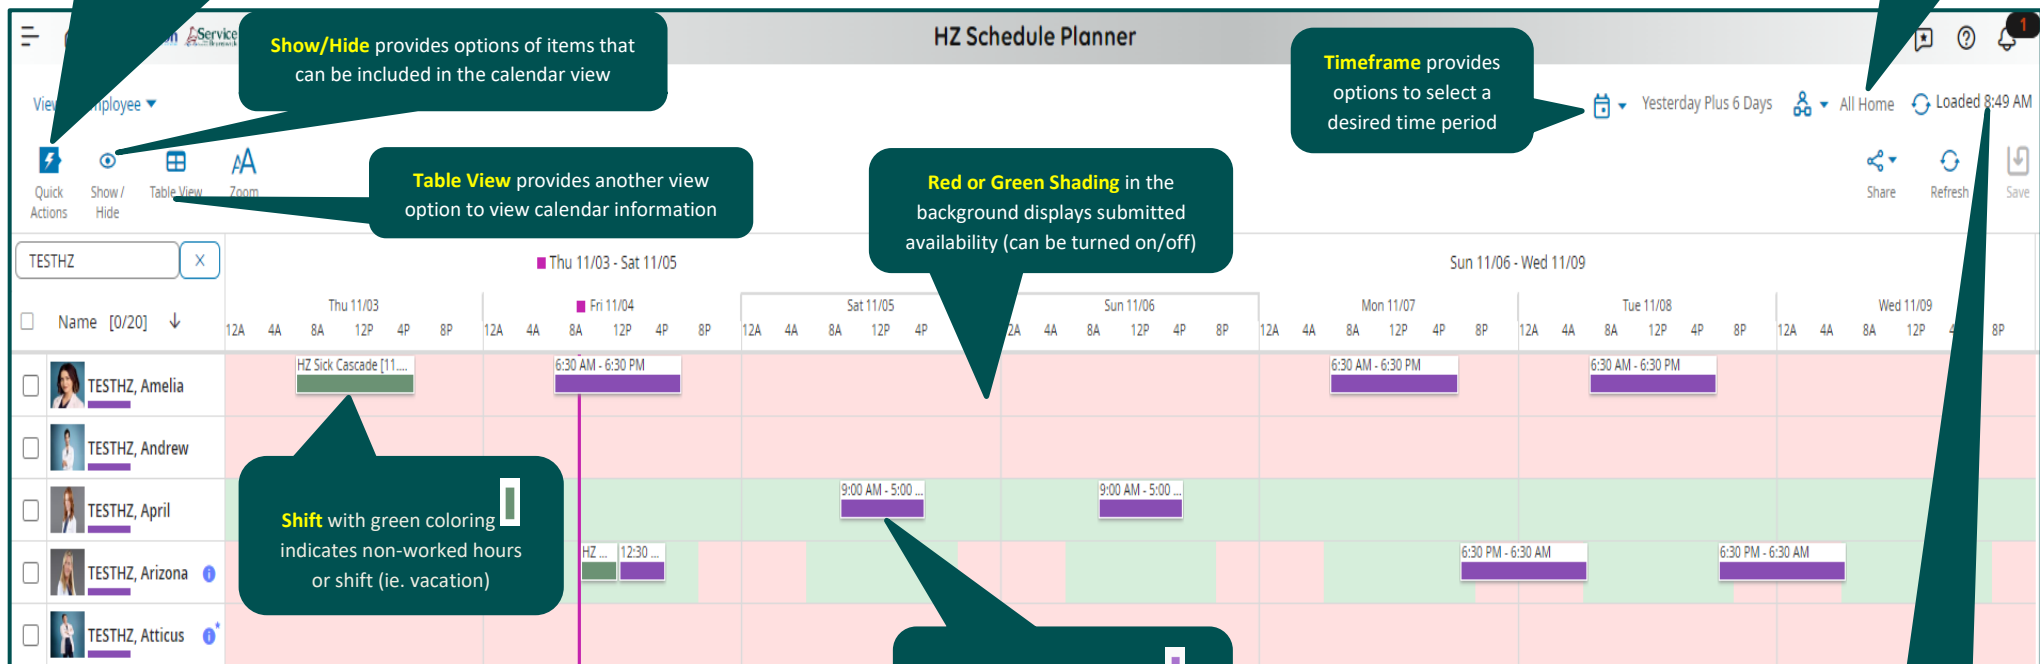 Service
HZ Schedule Planner
1
Show/Hide provides options of items that
can be included in the calendar view
Timeframe provides
options to select a
desired time period
Yesterday Plus 6 Days
All Home
Loaded 8:49 AM
Quick
Actions
Show /
Hide
Table View
Zoom
Table View provides another view
option to view calendar information
Red or Green Shading in the
background displays submitted
availability (can be turned on/off)
Share
Refresh
Save
TESTHZ
X
Thu 11/03 - Sat 11/05
Sun 11/06 - Wed 11/09
Name [0/20]
Thu 11/03
Fri 11/04
Sat 11/05
Sun 11/06
Mon 11/07
Tue 11/08
Wed 11/09
12A 4A 8A 12P 4P 8P 12A 4A 8A 12P 4P 8P 12A 4A 8A 12P 4P 2A 4A 8A 12P 4P 8P 12A 4A 8A 12P 4P 8P 12A 4A 8A 12P 4P 8P 12A 4A 8A 12P 4 8P
TESTHZ, Amelia
HZ Sick Cascade [11....
6:30 AM - 6:30 PM
6:30 AM - 6:30 PM
6:30 AM - 6:30 PM
TESTHZ, Andrew
TESTHZ, April
9:00 AM - 5:00 ...
9:00 AM - 5:00 ...
Shift with green coloring
indicates non-worked hours
or shift (ie. vacation)
TESTHZ, Arizona
HZ ...
12:30 ...
6:30 PM - 6:30 AM
6:30 PM - 6:30 AM
TESTHZ, Atticus